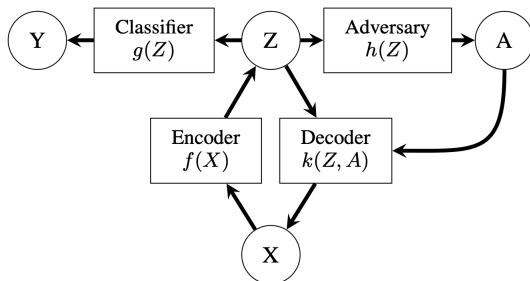 Y
Classifier
g(Z)
Z
Adversary
h(Z)
A
Encoder
f(X)
Decoder
k(Z, A)
X